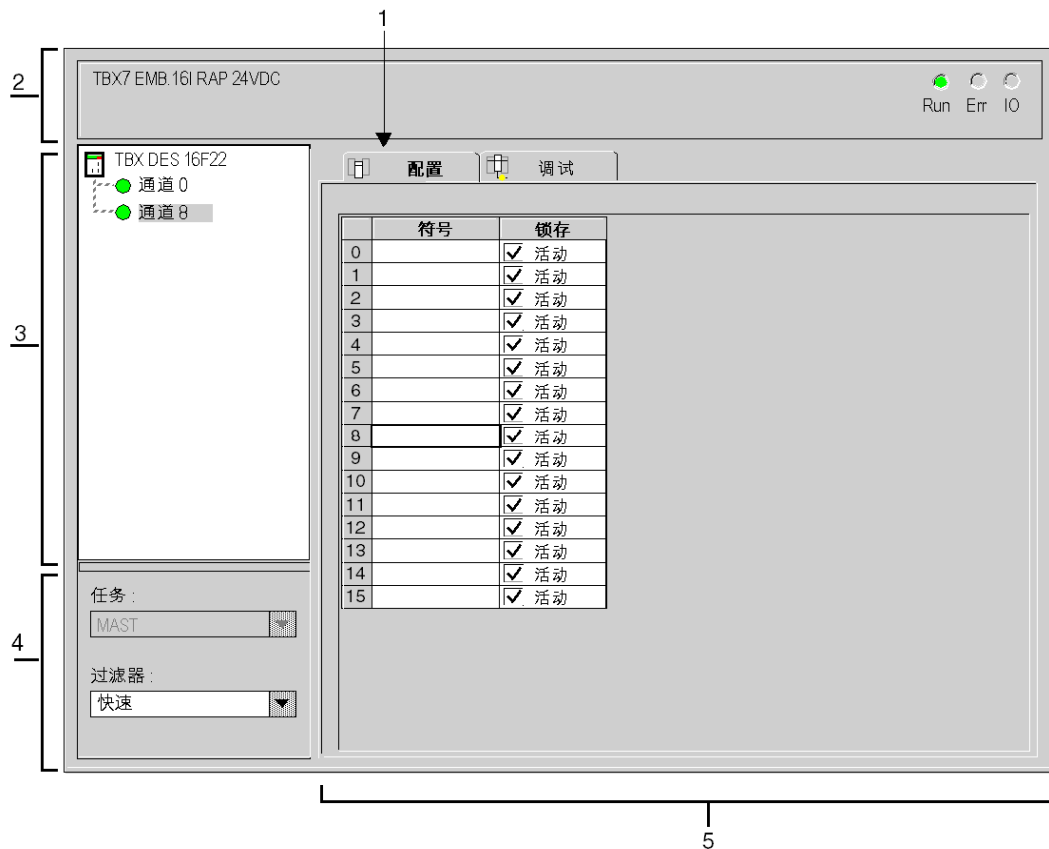 1
2
TBX7 EMB.16I RAP 24VDC
Run Err IO
3
TBX DES 16F22
通道 0
通道 8
配置
调试
符号 锁存
0 活动
1 活动
2 活动
3 活动
4 活动
5 活动
6 活动
7 活动
8 活动
9 活动
10 活动
11 活动
12 活动
13 活动
14 活动
15 活动
4
任务 :
MAST
过滤器 :
快速
5